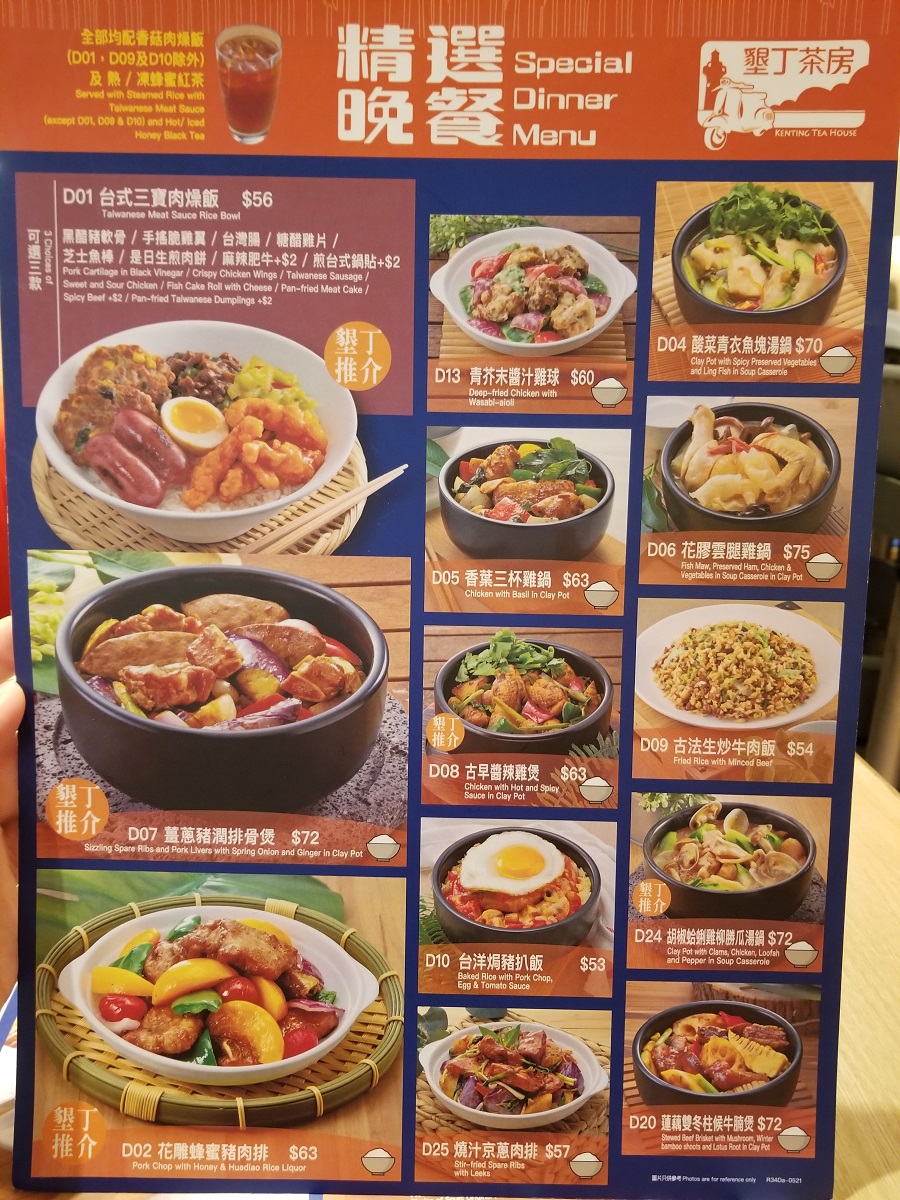 全部均配香菇肉燥飯
(D01，D09及D10除外)
及 熱 / 凍蜂蜜紅茶
Served with Steamed Rice with
Taiwanese Meat Sauce
(except D01, D09 & D10) and Hot/ Iced
Honey Black Tea
精選
晚餐
Special
Dinner
Menu
墾丁茶房
KENTING TEA HOUSE
D01 台式三寶肉燥飯 $56
Taiwanese Meat Sauce Rice Bowl
可選三款
3 Choices of
黑醋豬軟骨 / 手搖脆雞翼 / 台灣腸 / 糖醋雞片 /
芝士魚棒 / 是日生煎肉餅 / 麻辣肥牛+$2 / 煎台式鍋貼+$2
Pork Cartilage in Black Vinegar / Crispy Chicken Wings / Taiwanese Sausage /
Sweet and Sour Chicken / Fish Cake Roll with Cheese / Pan-fried Meat Cake /
Spicy Beef +$2 / Pan-fried Taiwanese Dumplings +$2
墾丁
推介
墾丁
推介
D07 薑蔥豬潤排骨煲 $72
Sizzling Spare Ribs and Pork Livers with Spring Onion and Ginger in Clay Pot
墾丁
推介
D02 花雕蜂蜜豬肉排 $63
Pork Chop with Honey & Huadiao Rice Liquor
D13 青芥末醬汁雞球 $60
Deep-fried Chicken with
Wasabi-aioli
D05 香葉三杯雞鍋 $63
Chicken with Basil in Clay Pot
墾丁
推介
D08 古早醬辣雞煲 $63
Chicken with Hot and Spicy
Sauce in Clay Pot
D10 台洋焗豬扒飯 $53
Baked Rice with Pork Chop,
Egg & Tomato Sauce
D25 燒汁京蔥肉排 $57
Stir-fried Spare Ribs
with Leeks
D04 酸菜青衣魚塊湯鍋 $70
Clay Pot with Spicy Preserved Vegetables
and Ling Fish in Soup Casserole
D06 花膠雲腿雞鍋 $75
Fish Maw, Preserved Ham, Chicken &
Vegetables in Soup Casserole in Clay Pot
D09 古法生炒牛肉飯 $54
Fried Rice with Minced Beef
墾丁
推介
D24 胡椒蛤蜊雞柳勝瓜湯鍋 $72
Clay Pot with Clams, Chicken, Loofah
and Pepper in Soup Casserole
D20 蓮藕雙冬柱候牛腩煲 $72
Stewed Beef Brisket with Mushroom, Winter
bamboo shoots and Lotus Root in Clay Pot
圖片只供參考 Photos are for reference only R34Da-0521